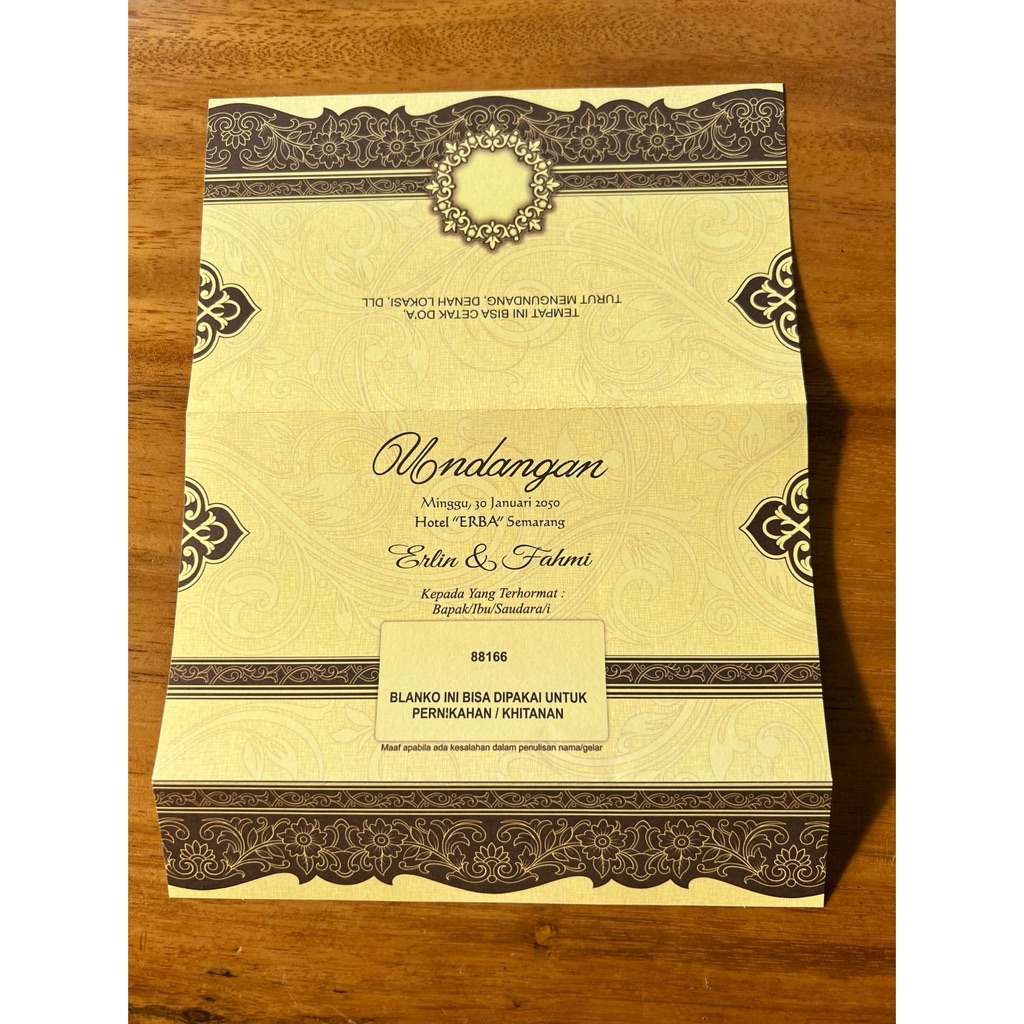 TEMPAT INI BISA CETAK DO'A,
TURUT MENGUNDANG, DENAH LOKASI, DLL
Undangan
Minggu, 30 Januari 2050
Hotel "ERBA" Semarang
Erlin & Fahmi
Kepada Yang Terhormat :
Bapak/Ibu/Saudara/i
88166
BLANKO INI BISA DIPAKAI UNTUK
PERNIKAHAN / KHITANAN
Maaf apabila ada kesalahan dalam penulisan nama/gelar